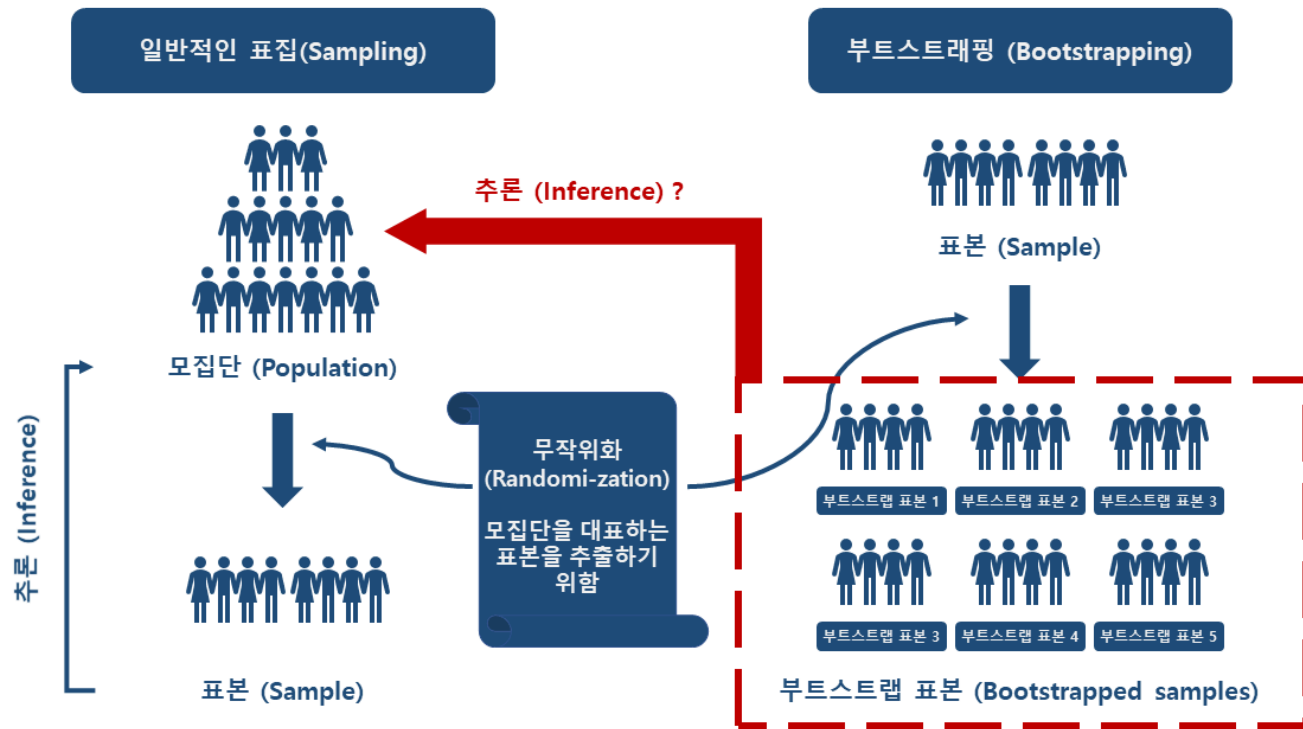 일반적인 표집(Sampling)
부트스트래핑 (Bootstrapping)
추론 (Inference) ?
표본 (Sample)
모집단 (Population)
추론 (Inference)
무작위화
(Randomi-zation)
모집단을 대표하는
표본을 추출하기
위함
부트스트랩 표본 1
부트스트랩 표본 2
부트스트랩 표본 3
부트스트랩 표본 3
부트스트랩 표본 4
부트스트랩 표본 5
표본 (Sample)
부트스트랩 표본 (Bootstrapped samples)